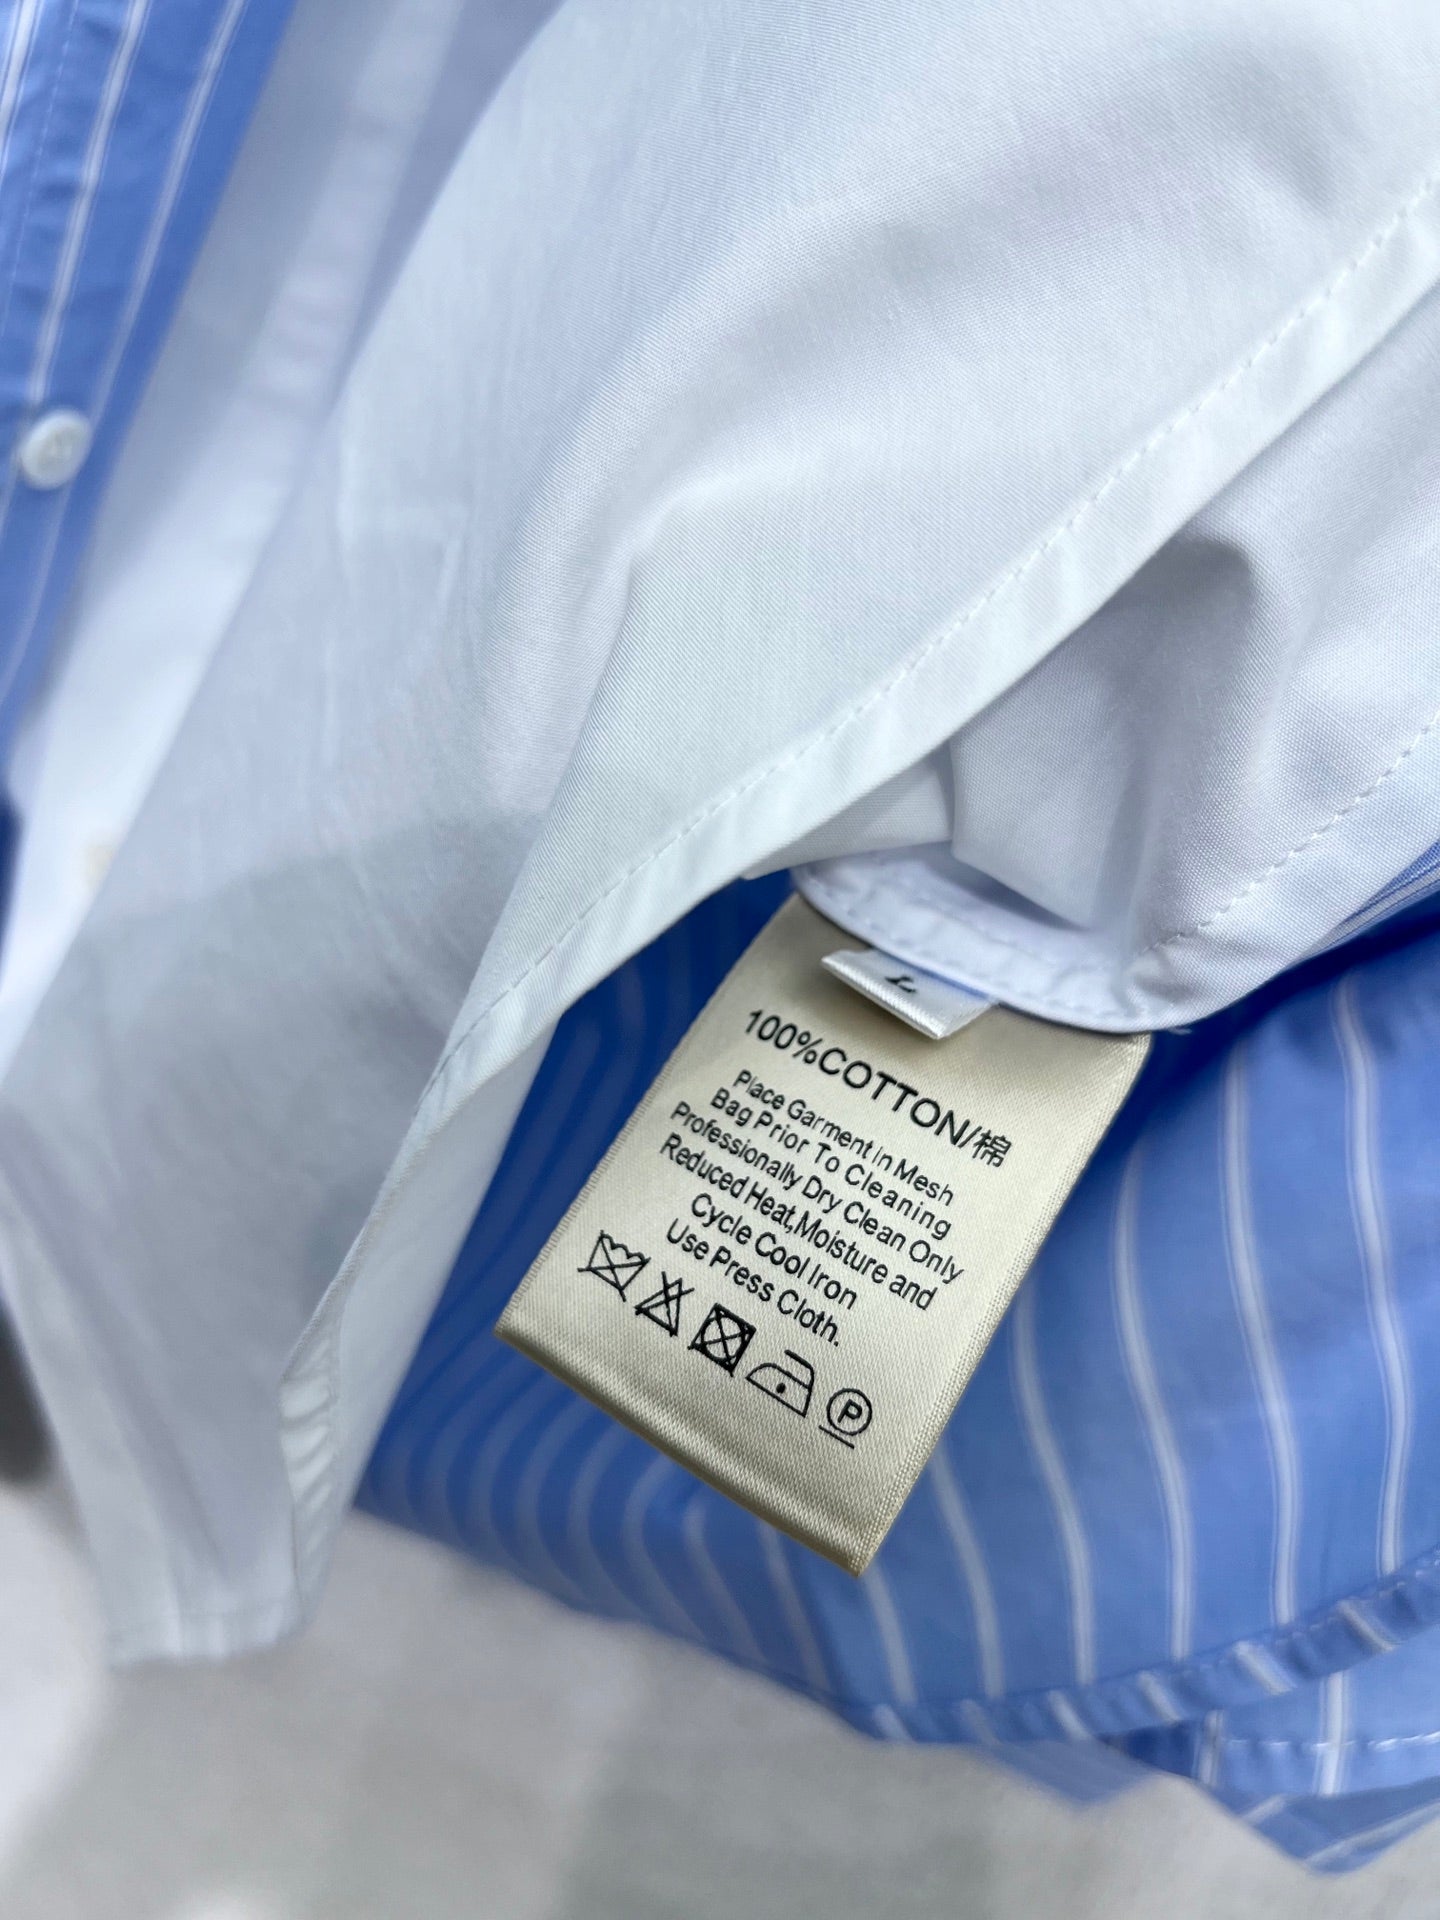 L
100%COTTON/棉
Place Garment in Mesh
Bag Prior To Cleaning
Professionally Dry Clean Only
Reduced Heat,Moisture and
Cycle Cool Iron
Use Press Cloth.
P